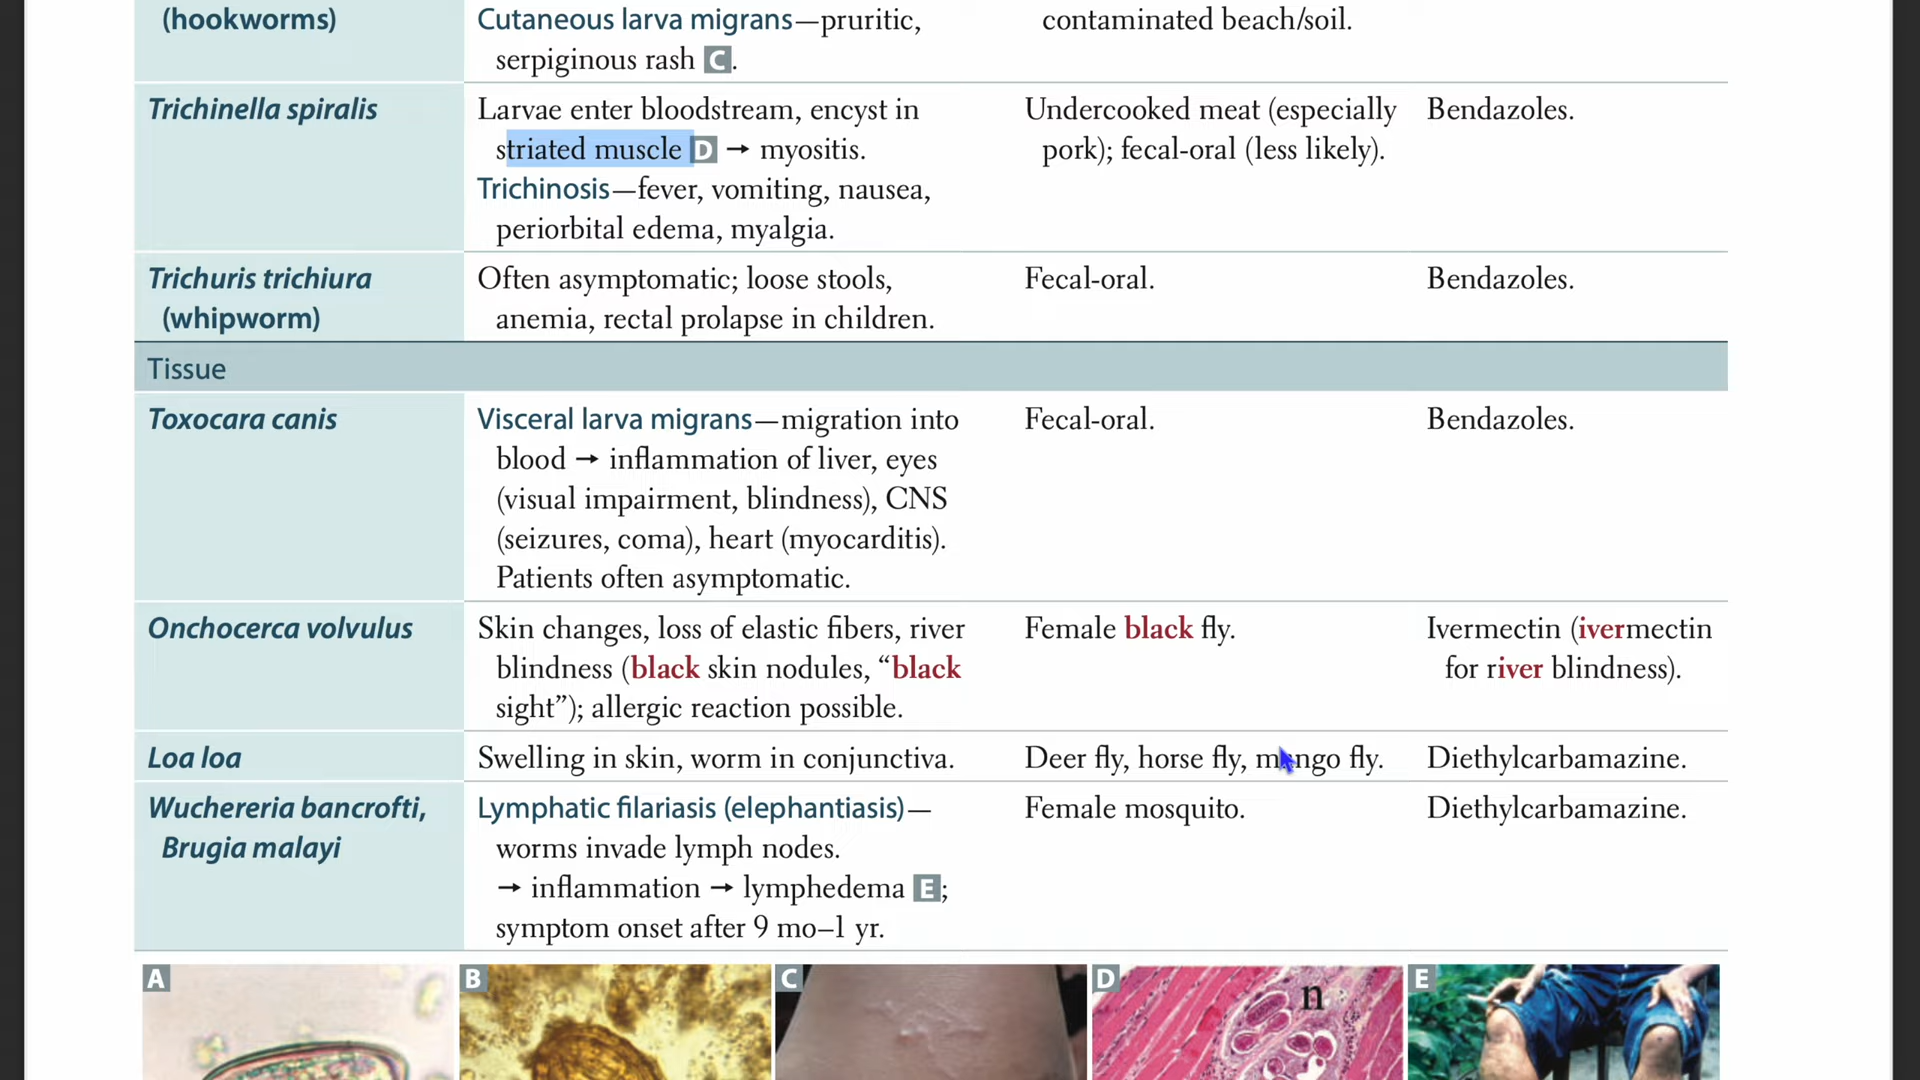 (hookworms) Cutaneous larva migrans—pruritic, contaminated beach/soil.
serpiginous rash C.
Trichinella spiralis Larvae enter bloodstream, encyst in Undercooked meat (especially Bendazoles.
striated muscle D → myositis. pork); fecal-oral (less likely).
Trichinosis—fever, vomiting, nausea,
periorbital edema, myalgia.
Trichuris trichiura Often asymptomatic; loose stools, Fecal-oral. Bendazoles.
(whipworm) anemia, rectal prolapse in children.
Tissue
Toxocara canis Visceral larva migrans—migration into Fecal-oral. Bendazoles.
blood → inflammation of liver, eyes
(visual impairment, blindness), CNS
(seizures, coma), heart (myocarditis).
Patients often asymptomatic.
Onchocerca volvulus Skin changes, loss of elastic fibers, river Female black fly. Ivermectin (ivermectin
blindness (black skin nodules, “black for river blindness).
sight”); allergic reaction possible.
Loa loa Swelling in skin, worm in conjunctiva. Deer fly, horse fly, mango fly. Diethylcarbamazine.
Wuchereria bancrofti, Lymphatic filariasis (elephantiasis)— Female mosquito. Diethylcarbamazine.
Brugia malayi worms invade lymph nodes.
→ inflammation → lymphedema E;
symptom onset after 9 mo–1 yr.
A B C D E
n